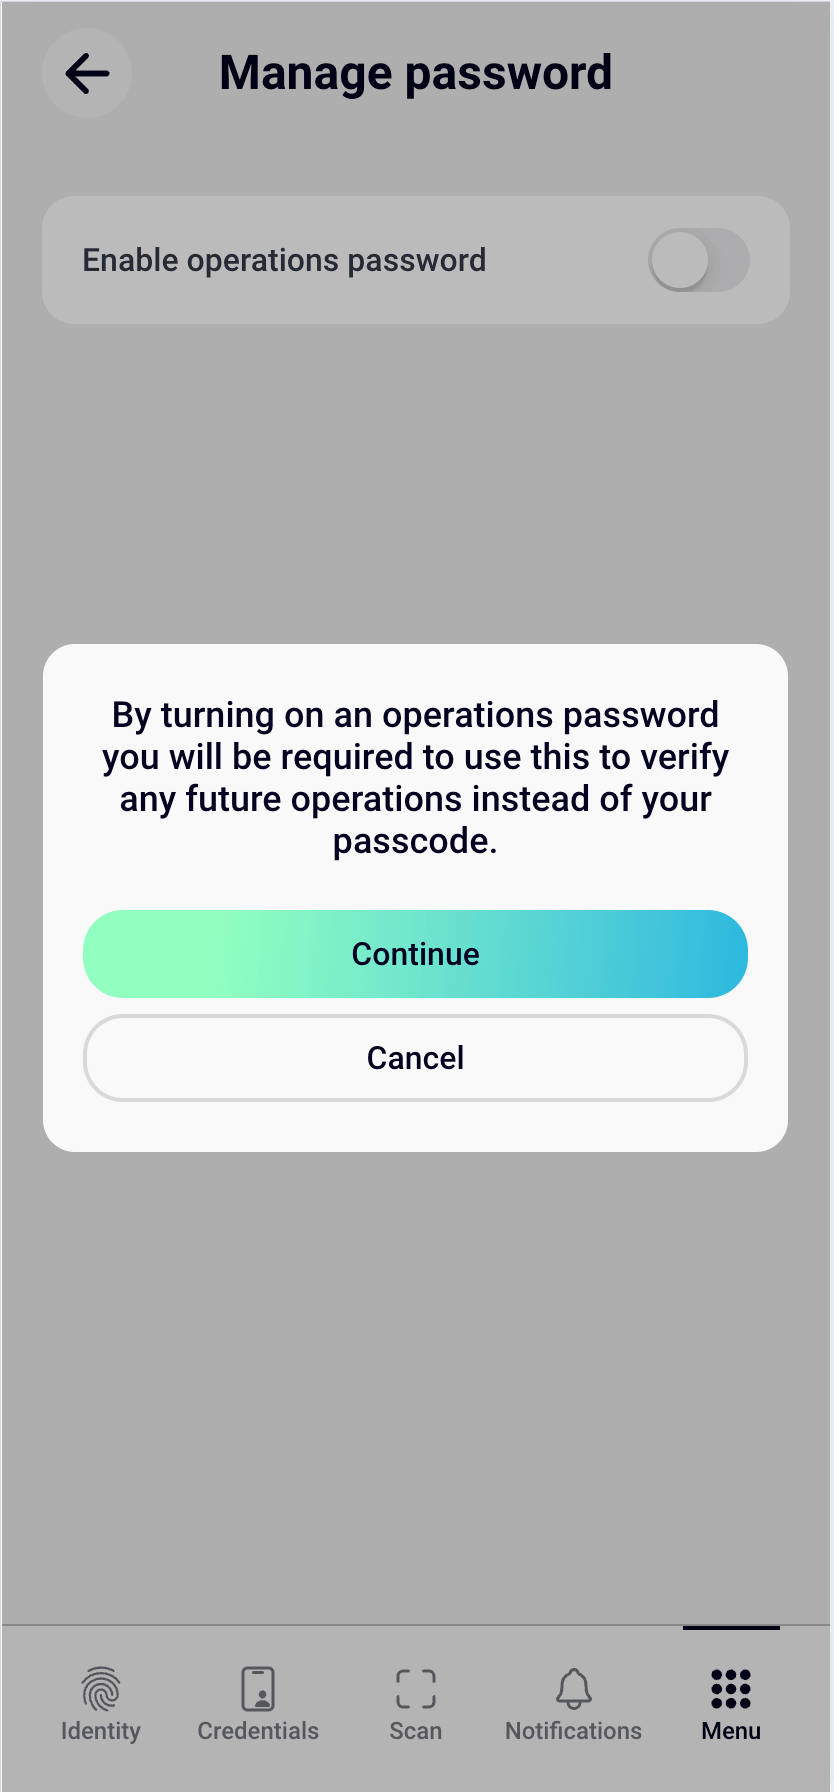 Manage password
Enable operations password
By turning on an operations password
you will be required to use this to verify
any future operations instead of your
passcode.
Continue
Cancel
Identity
Credentials
Scan
Notifications
Menu